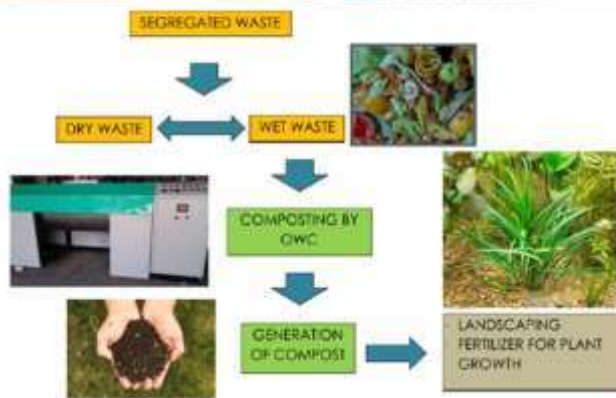 SEGREGATED WASTE
DRY WASTE
WET WASTE
COMPOSTING BY
OWC
GENERATION
OF COMPOST
LANDSCAPING
FERTILIZER FOR PLANT
GROWTH